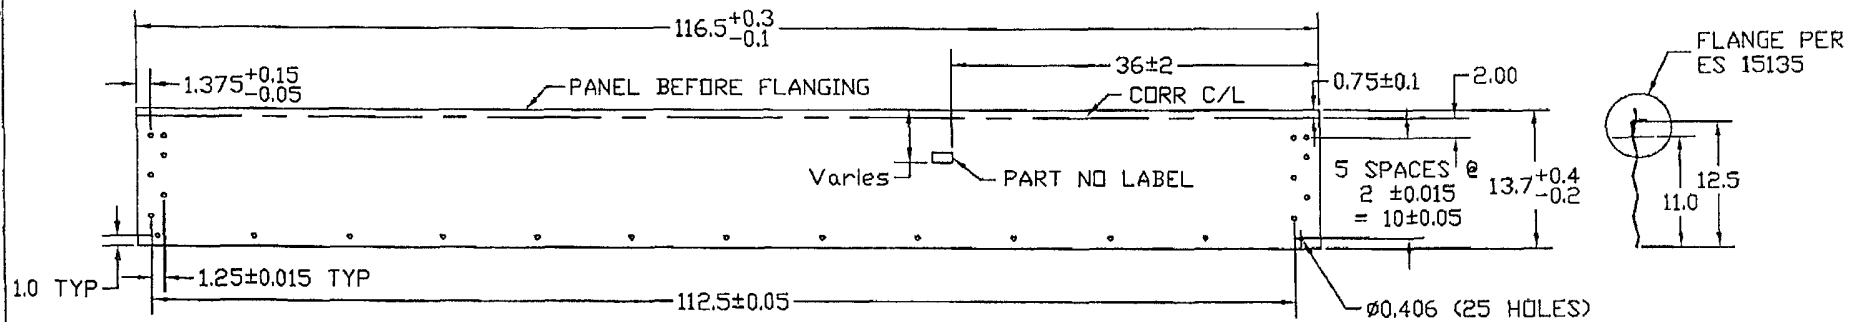 116.5+0.3
-0.1
FLANGE PER
ES 15135
36±2
1.375+0.15
-0.05
PANEL BEFORE FLANGING
CORR C/L
0.75±0.1
2.00
Varies
PART NO LABEL
5 SPACES @
2 ±0.015
= 10±0.05
13.7+0.4
-0.2
11.0
12.5
1.0 TYP
1.25±0.015 TYP
112.5±0.05
ø0.406 (25 HOLES)